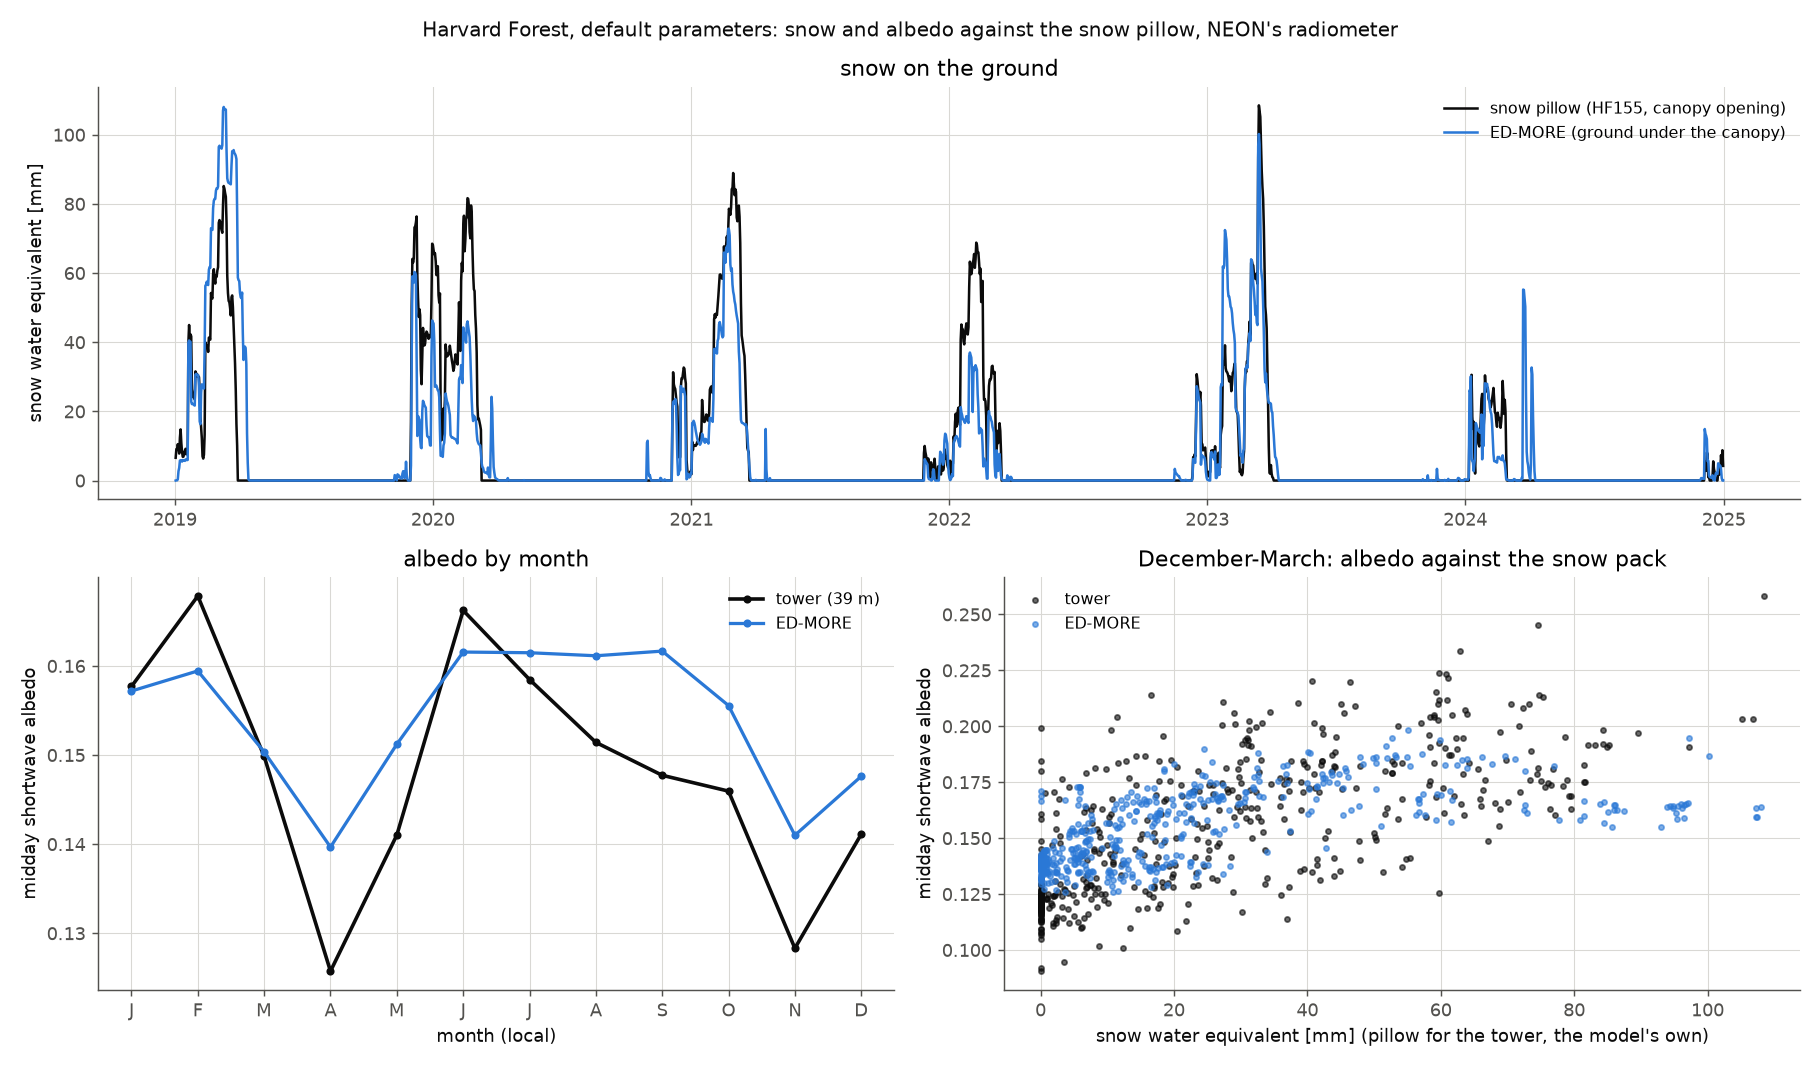 Harvard Forest, default parameters: snow and albedo against the snow pillow, NEON's radiometer
snow on the ground
snow water equivalent [mm]
100
80
60
40
20
0
snow pillow (HF155, canopy opening)
ED-MORE (ground under the canopy)
2019
2020
2021
2022
2023
2024
2025
albedo by month
midday shortwave albedo
0.16
0.15
0.14
0.13
tower (39 m)
ED-MORE
J
F
M
A
M
J
J
A
S
O
N
D
month (local)
December-March: albedo against the snow pack
midday shortwave albedo
0.250
0.225
0.200
0.175
0.150
0.125
0.100
tower
ED-MORE
0
20
40
60
80
100
snow water equivalent [mm] (pillow for the tower, the model's own)